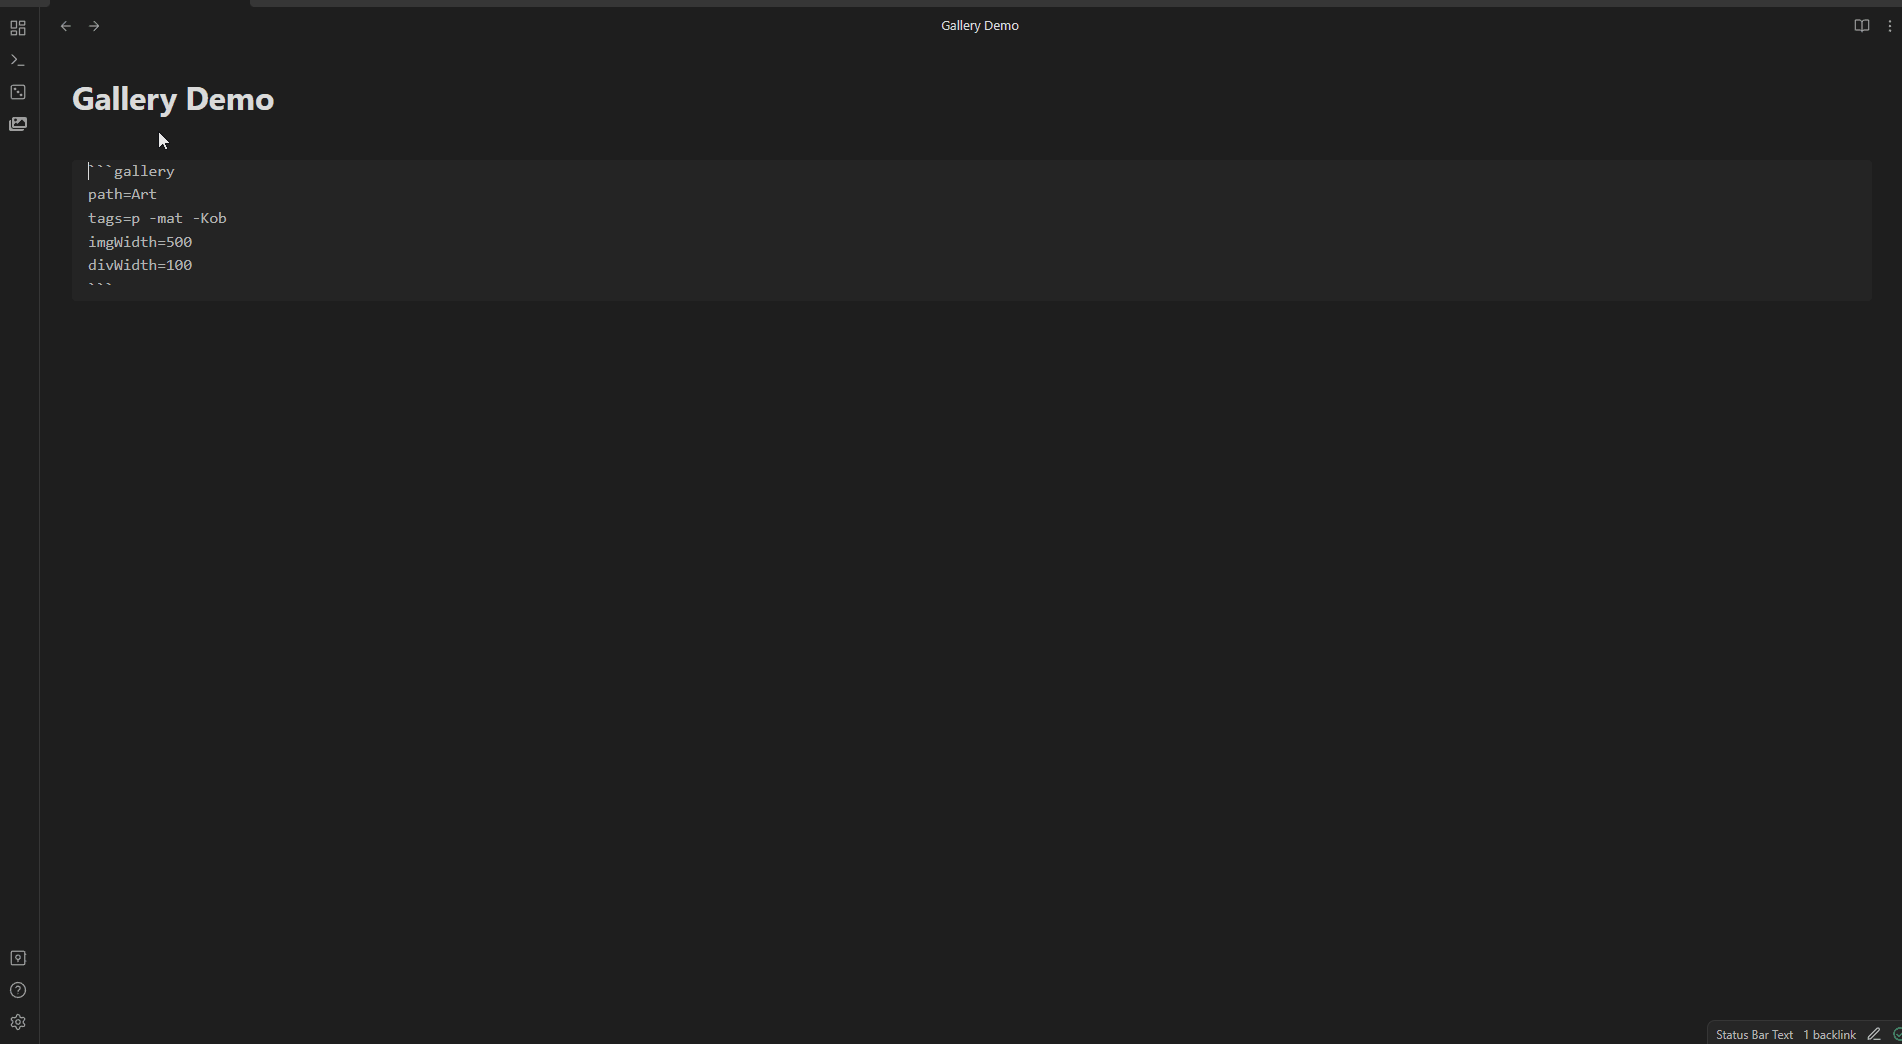 Gallery Demo
Gallery Demo
```gallery
path=Art
tags=p -mat -Kob
imgWidth=500
divWidth=100
```
Status Bar Text 1 backlink